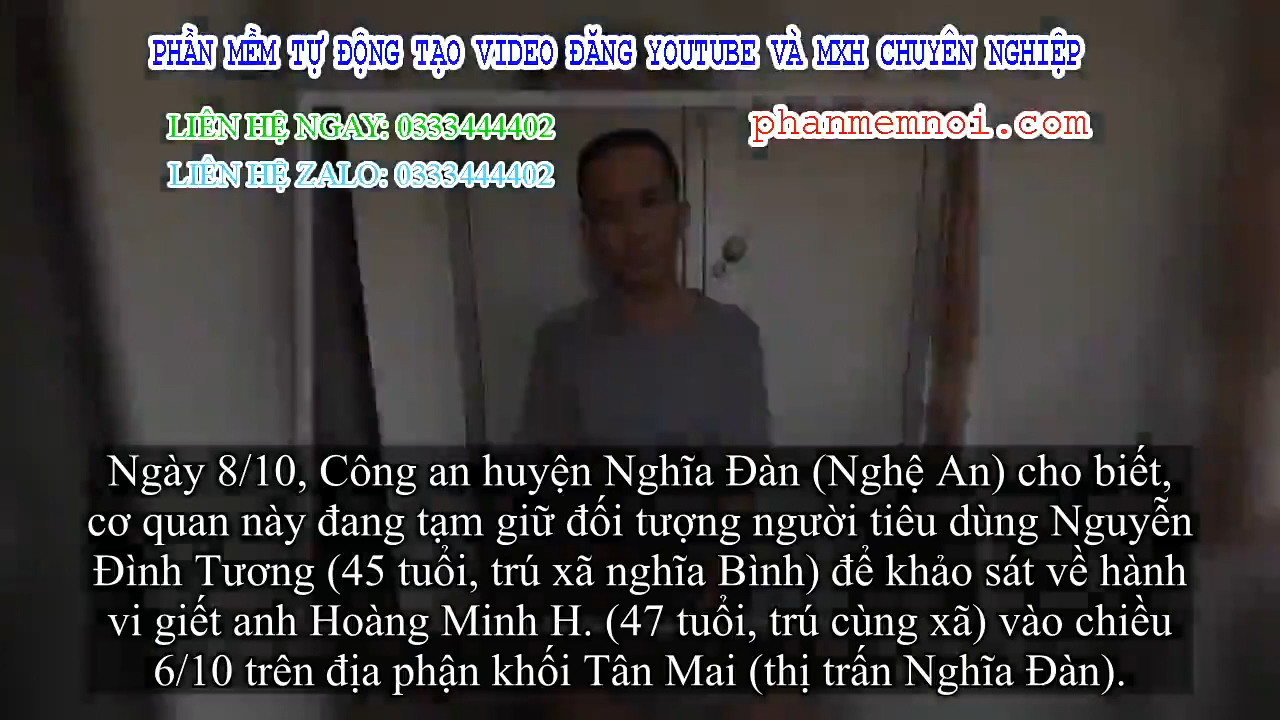 PHẦN MỀM TỰ ĐỘNG TẠO VIDEO ĐĂNG YOUTUBE VÀ MXH CHUYÊN NGHIỆP
LIÊN HỆ NGAY: 0333444402
phanmemnoi.com
LIÊN HỆ ZALO: 0333444402
Ngày 8/10, Công an huyện Nghĩa Đàn (Nghệ An) cho biết,
cơ quan này đang tạm giữ đối tượng người tiêu dùng Nguyễn
Đình Tương (45 tuổi, trú xã nghĩa Bình) để khảo sát về hành
vi giết anh Hoàng Minh H. (47 tuổi, trú cùng xã) vào chiều
6/10 trên địa phận khối Tân Mai (thị trấn Nghĩa Đàn).